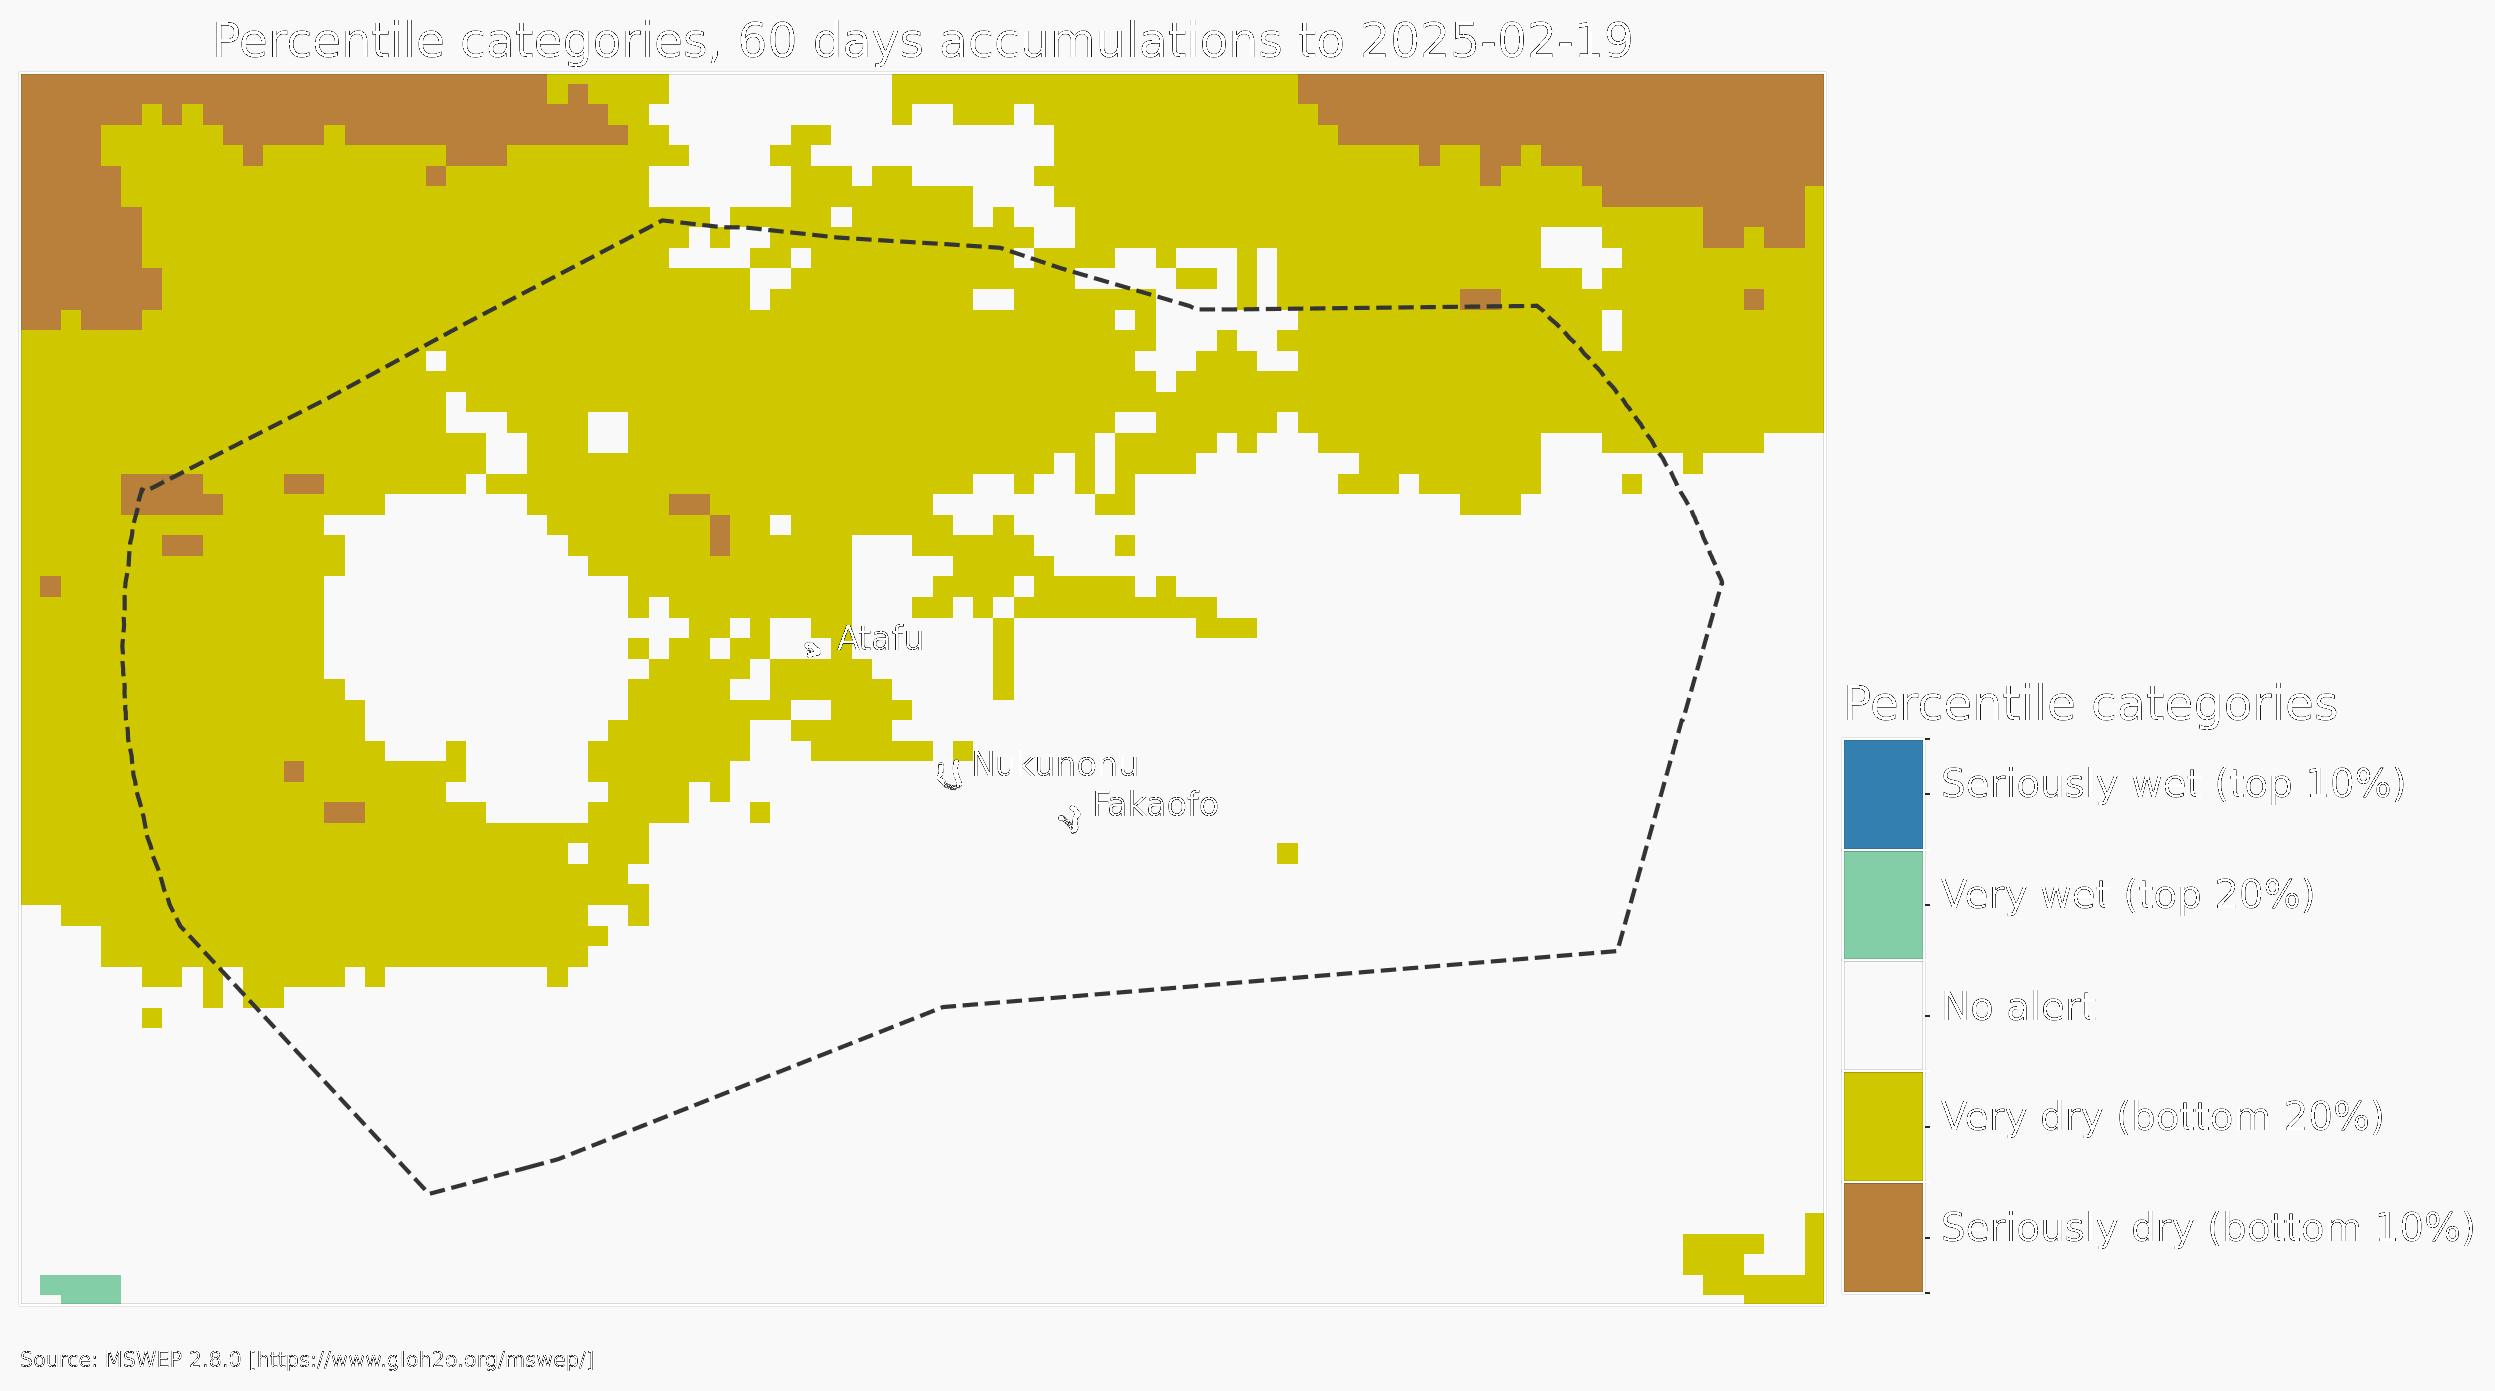 Percentile categories, 60 days accumulations to 2025-02-19
Atafu
Nukunonu
Fakaofo
Percentile categories
Seriously wet (top 10%)
Very wet (top 20%)
No alert
Very dry (bottom 20%)
Seriously dry (bottom 10%)
Source: MSWEP 2.8.0 [https://www.gloh2o.org/mswep/]